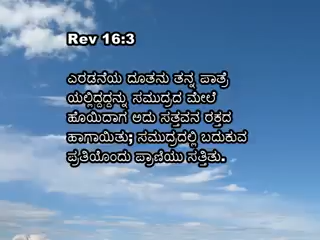 Rev 16:3
ಎರಡನೆಯ ದೂತನು ತನ್ನ ಪಾತ್ರೆ
ಯಲ್ಲಿದ್ದದ್ದನ್ನು ಸಮುದ್ರದ ಮೇಲೆ
ಹೊಯಿದಾಗ ಅದು ಸತ್ತವನ ರಕ್ತದ
ಹಾಗಾಯಿತು; ಸಮುದ್ರದಲ್ಲಿ ಬದುಕುವ
ಪ್ರತಿಯೊಂದು ಪ್ರಾಣಿಯು ಸತ್ತಿತು.